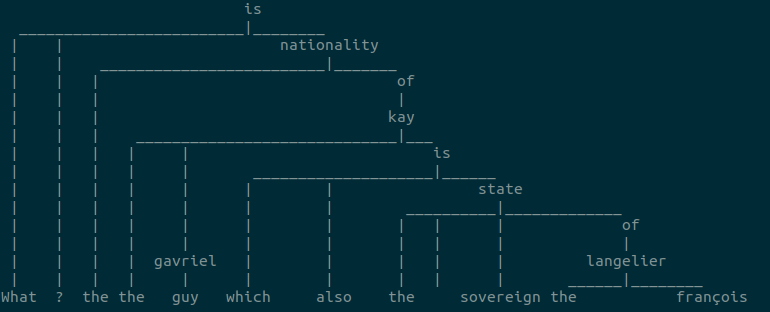 is
nationality
of
kay
is
state
of
gavriel langelier
What ? the the guy which also the sovereign the françois